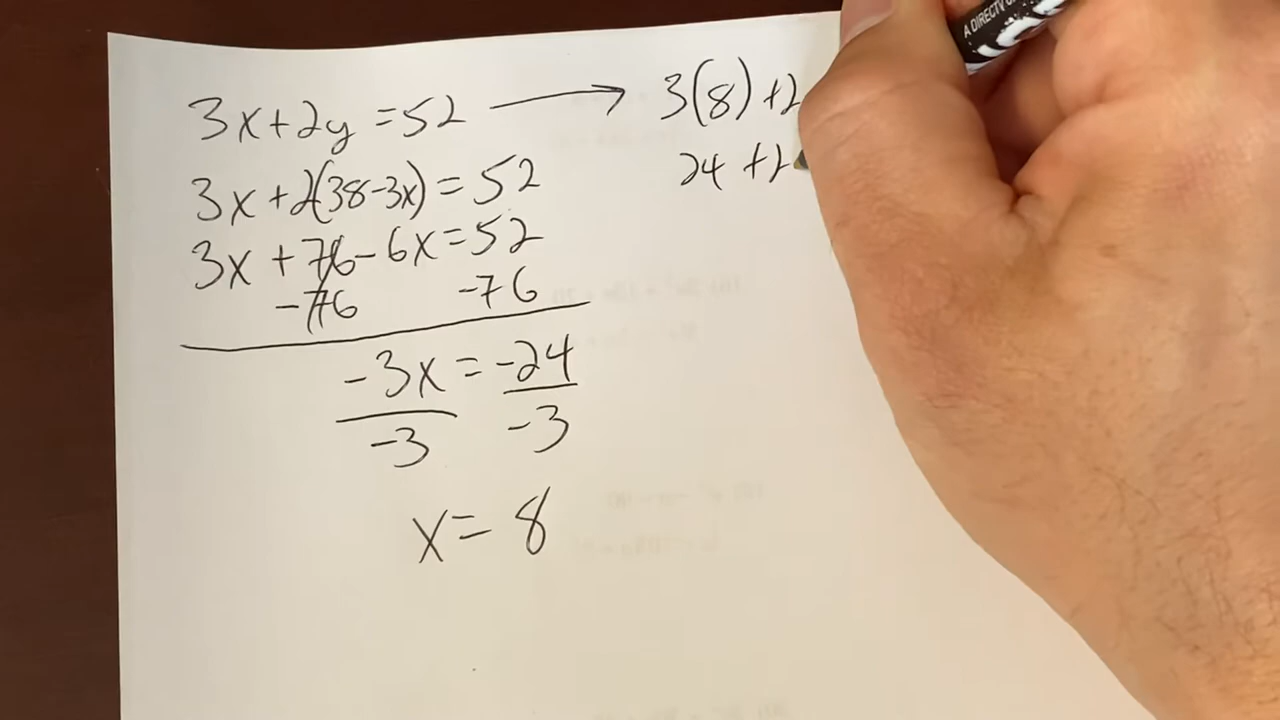 3x+2y=52 → 3(8)+2
24+2
3x+2(38-3x)=52
3x+76-6x=52
-76 -76
-3x=-24
-3 -3
x=8
A DIRECTV